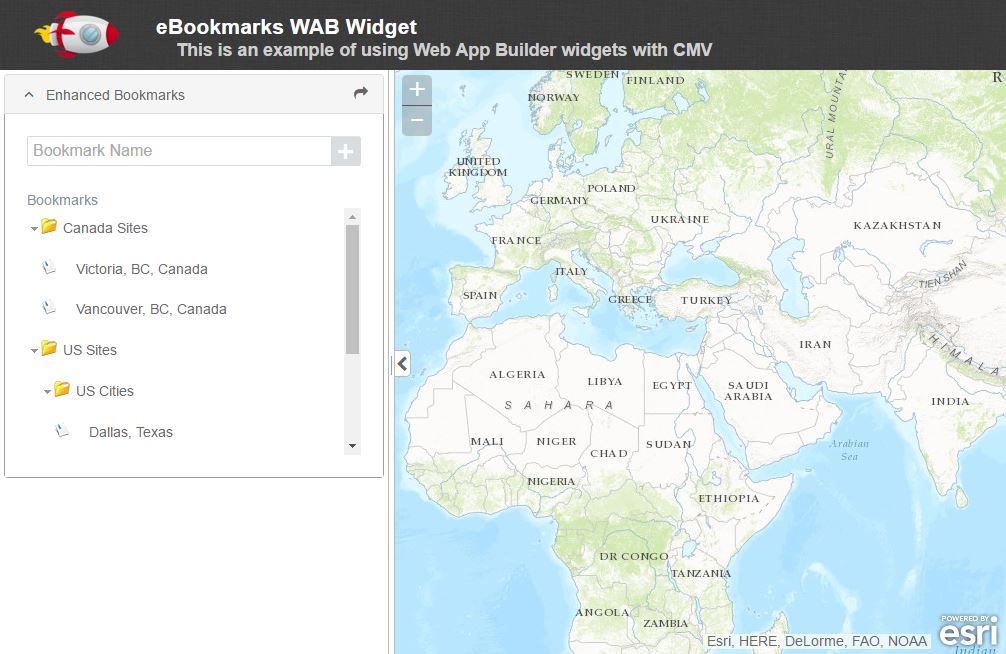 eBookmarks WAB Widget
This is an example of using Web App Builder widgets with CMV
Enhanced Bookmarks
Bookmark Name
Bookmarks
Canada Sites
Victoria, BC, Canada
Vancouver, BC, Canada
US Sites
US Cities
Dallas, Texas
+
−
SWEDEN
FINLAND
R
NORWAY
URAL MOUNTA
UNITED
KINGDOM
POLAND
GERMANY
UKRAINE
KAZAKHSTAN
FRANCE
ITALY
TIEN SHAN
SPAIN
GREECE
TURKEY
IRAN
HIMALA
ALGERIA
LIBYA
EGYPT
SAUDI
ARABIA
INDIA
SAHARA
MALI
NIGER
CHAD
SUDAN
Arabian
Sea
NIGERIA
ETHIOPIA
DR CONGO
TANZANIA
ANGOLA
ZAMBIA
Esri, HERE, DeLorme, FAO, NOAA
POWERED BY
esri
Indian